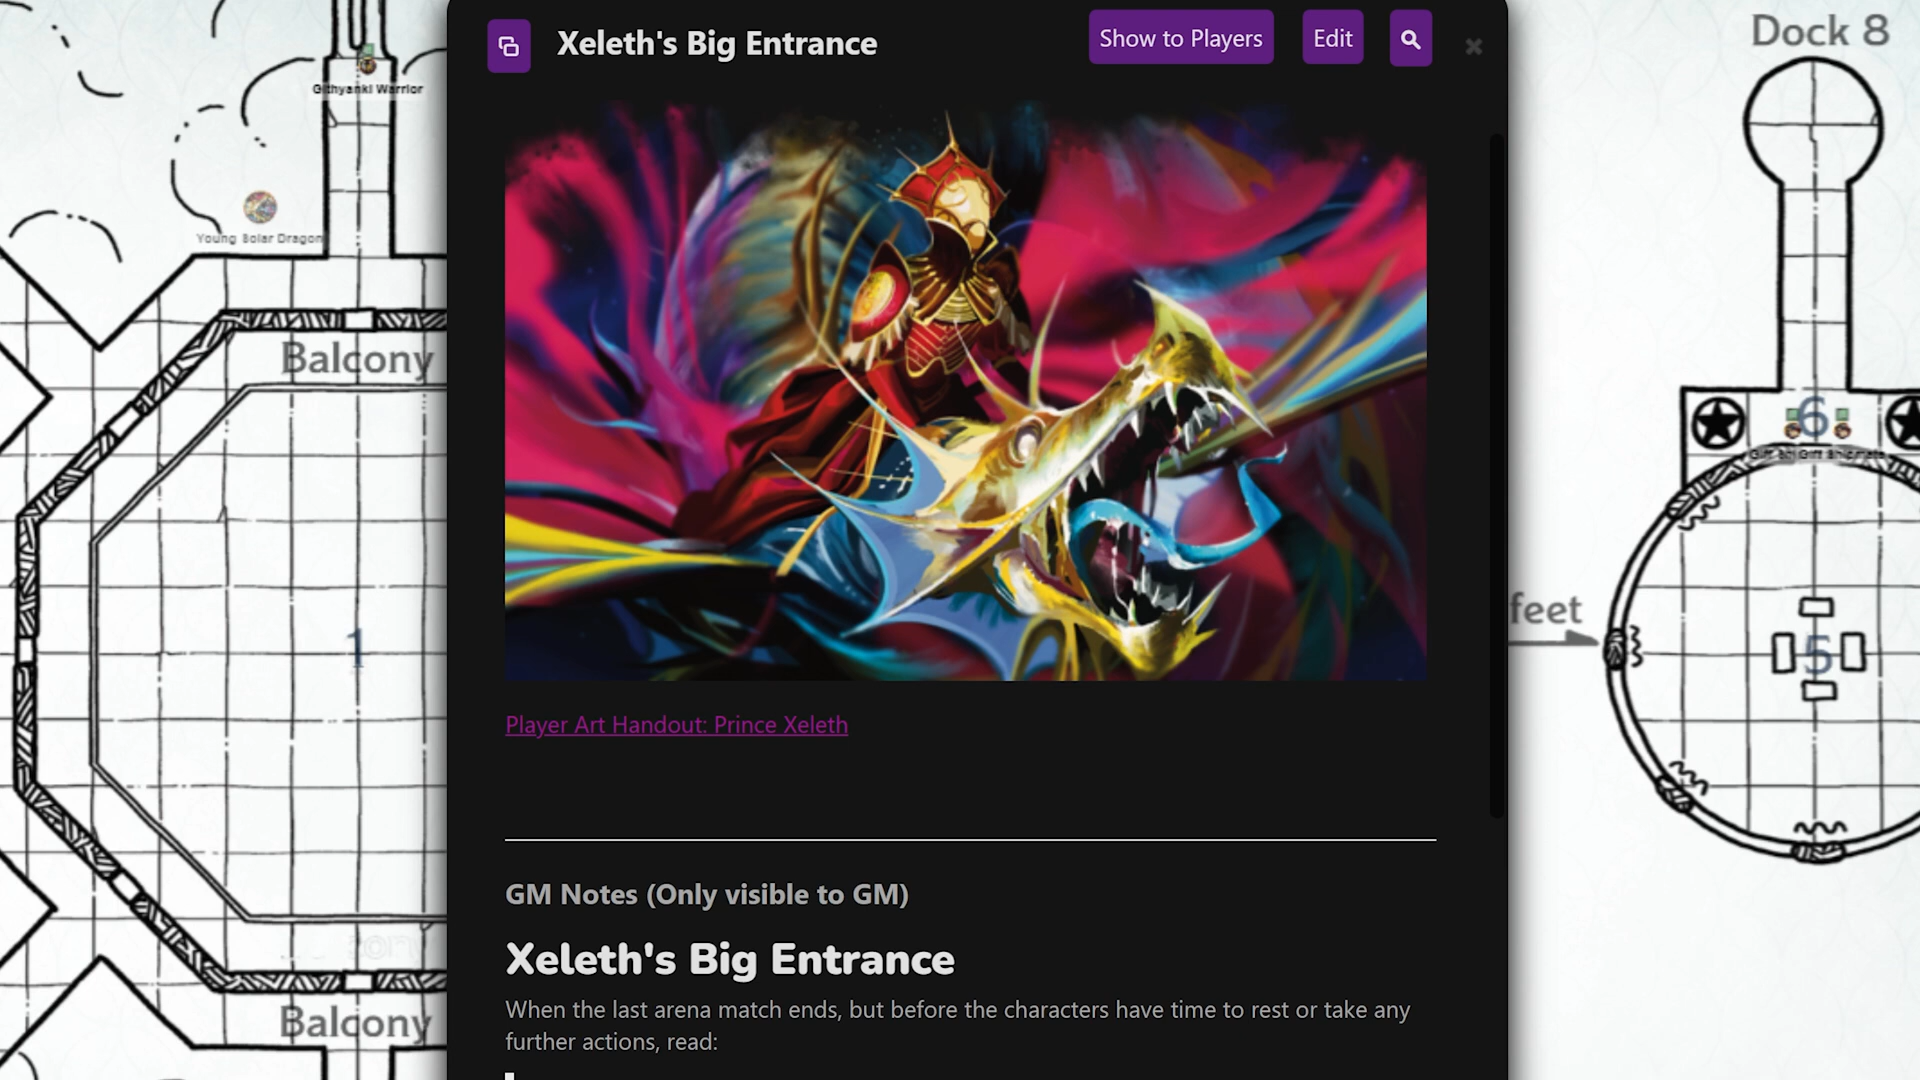 Xeleth's Big Entrance
Show to Players
Edit
Dock 8
Githyanki Warrior
Young Solar Dragon
Balcony
6
feet
1
5
Player Art Handout: Prince Xeleth
GM Notes (Only visible to GM)
Xeleth's Big Entrance
When the last arena match ends, but before the characters have time to rest or take any
further actions, read:
Balcony